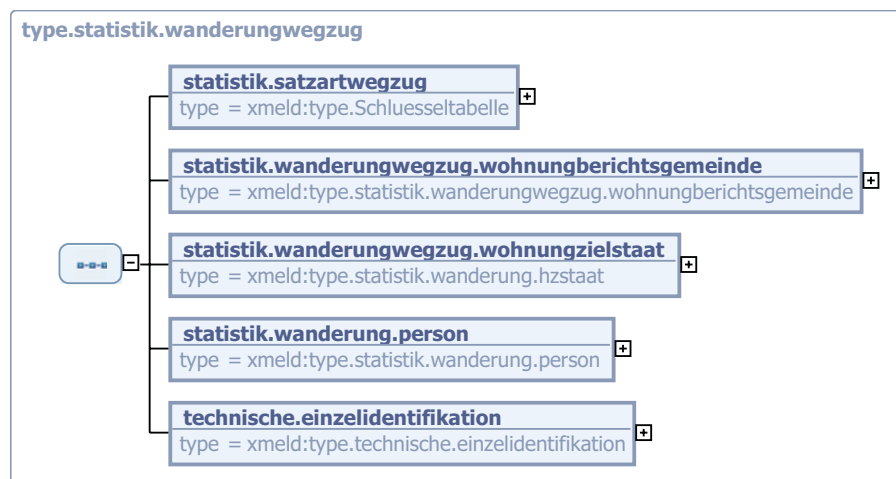 type.statistik.wanderungwegzug
statistik.satzartwegzug
type = xmeld:type.Schluesseltabelle
statistik.wanderungwegzug.wohnungberichtsgemeinde
type = xmeld:type.statistik.wanderungwegzug.wohnungberichtsgemeinde
statistik.wanderungwegzug.wohnungzielstaat
type = xmeld:type.statistik.wanderung.hzstaat
statistik.wanderung.person
type = xmeld:type.statistik.wanderung.person
technische.einzelidentifikation
type = xmeld:type.technische.einzelidentifikation